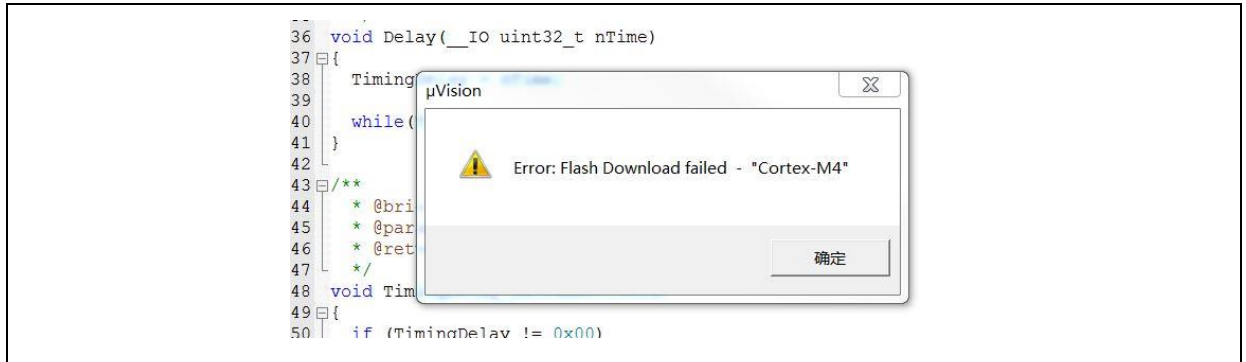 36 void Delay(__IO uint32_t nTime)
37 {
38 Timing
39
40 while(
41 }
42
43 /**
44 * @bri
45 * @par
46 * @ret
47 */
48 void Tim
49 {
50 if (TimingDelay != 0x00)
µVision
Error: Flash Download failed - "Cortex-M4"
确定